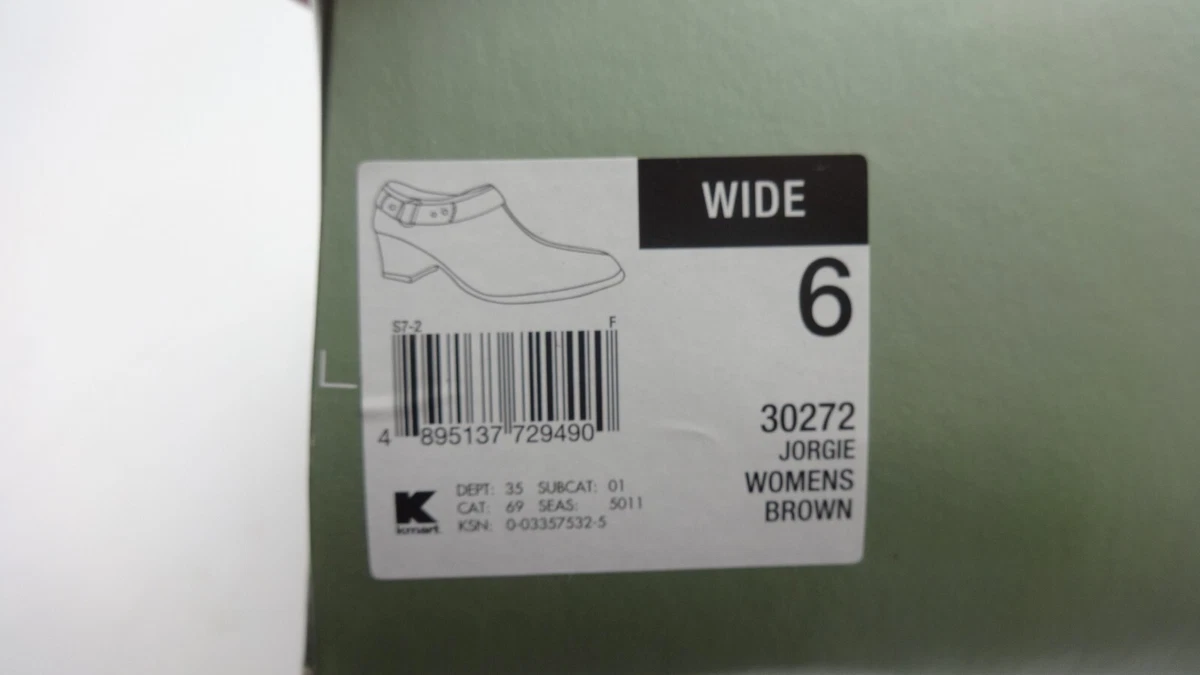 WIDE
6
S7-2 F
4 895137 729490
30272
JORGIE
WOMENS
BROWN
K
kmart
DEPT: 35 SUBCAT: 01
CAT: 69 SEAS: 5011
KSN: 0-03357532-5